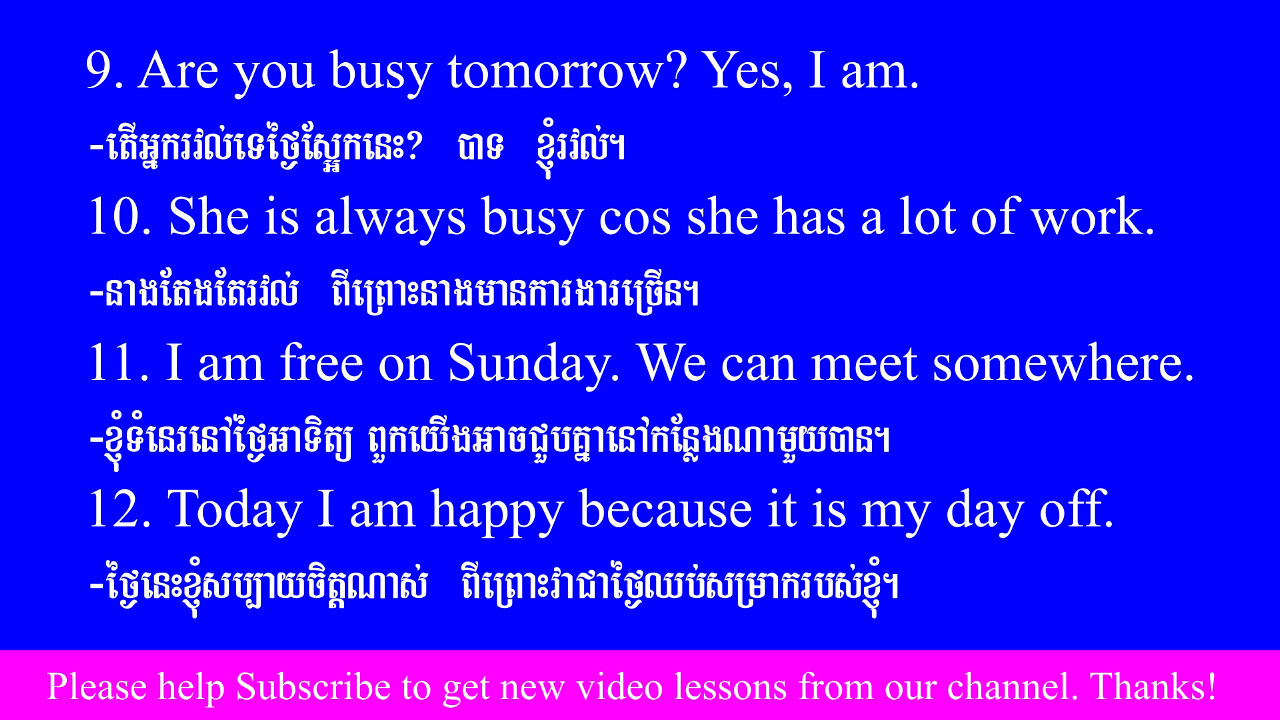 9. Are you busy tomorrow? Yes, I am.
-តើអ្នករវល់ទេថ្ងៃស្អែកនេះ? បាទ ខ្ញុំរវល់។
10. She is always busy cos she has a lot of work.
-នាងតែងតែរវល់ ពីព្រោះនាងមានការងារច្រើន។
11. I am free on Sunday. We can meet somewhere.
-ខ្ញុំទំនេរនៅថ្ងៃអាទិត្យ ពួកយើងអាចជួបគ្នានៅកន្លែងណាមួយបាន។
12. Today I am happy because it is my day off.
-ថ្ងៃនេះខ្ញុំសប្បាយចិត្តណាស់ ពីព្រោះវាជាថ្ងៃឈប់សម្រាករបស់ខ្ញុំ។
Please help Subscribe to get new video lessons from our channel. Thanks!